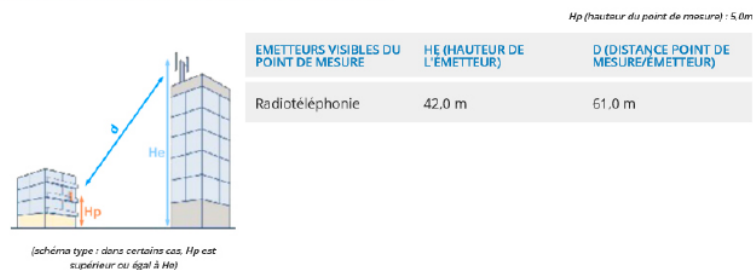 Hp (hauteur du point de mesure) : 5,0m
EMETTEURS VISIBLES DU POINT DE MESURE
HE (HAUTEUR DE L'ÉMETTEUR)
D (DISTANCE POINT DE MESURE/ÉMETTEUR)
Radiotéléphonie
42.0 m
61.0 m
d
He
Hp
(schéma type : dans certains cas, Hp est
supérieur ou égal à He)